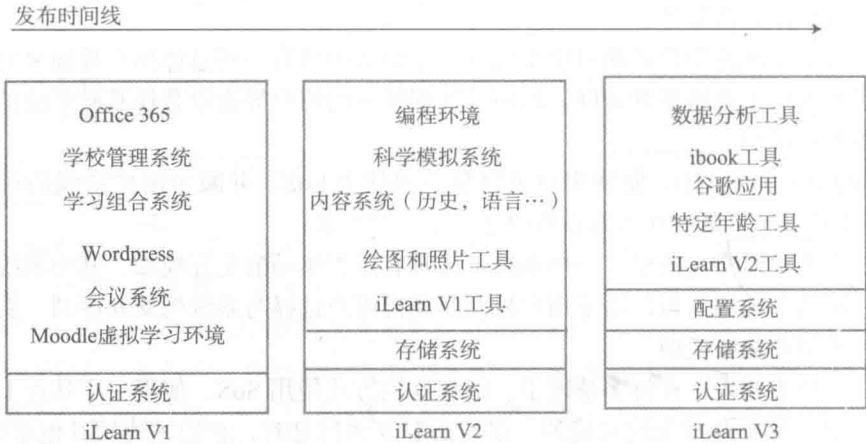 发布时间线
Office 365
学校管理系统
学习组合系统
Wordpress
会议系统
Moodle虚拟学习环境
认证系统
iLearn V1
编程环境
科学模拟系统
内容系统（历史，语言…）
绘图和照片工具
iLearn V1工具
存储系统
认证系统
iLearn V2
数据分析工具
ibook工具
谷歌应用
特定年龄工具
iLearn V2工具
配置系统
存储系统
认证系统
iLearn V3